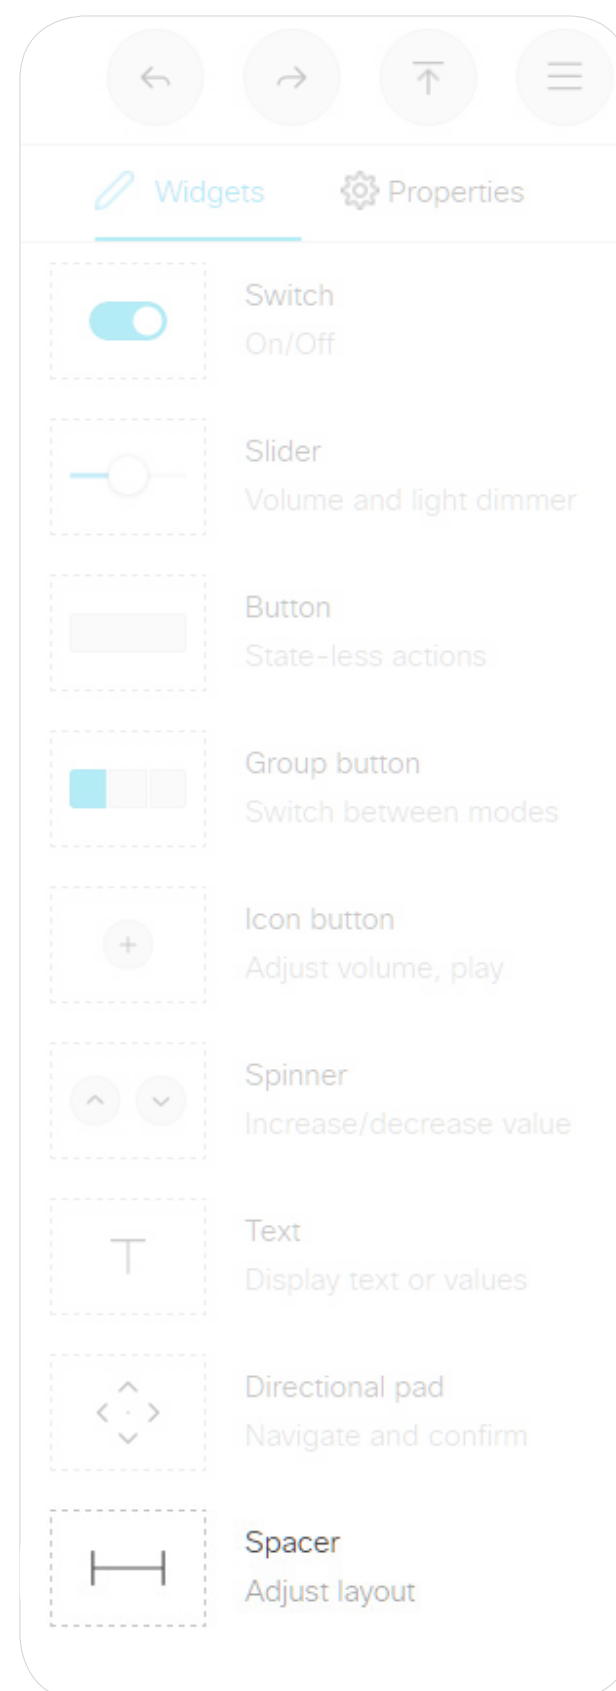 Widgets
Properties
Switch
On/Off
Slider
Volume and light dimmer
Button
State-less actions
Group button
Switch between modes
Icon button
Adjust volume, play
Spinner
Increase/decrease value
Text
Display text or values
Directional pad
Navigate and confirm
Spacer
Adjust layout